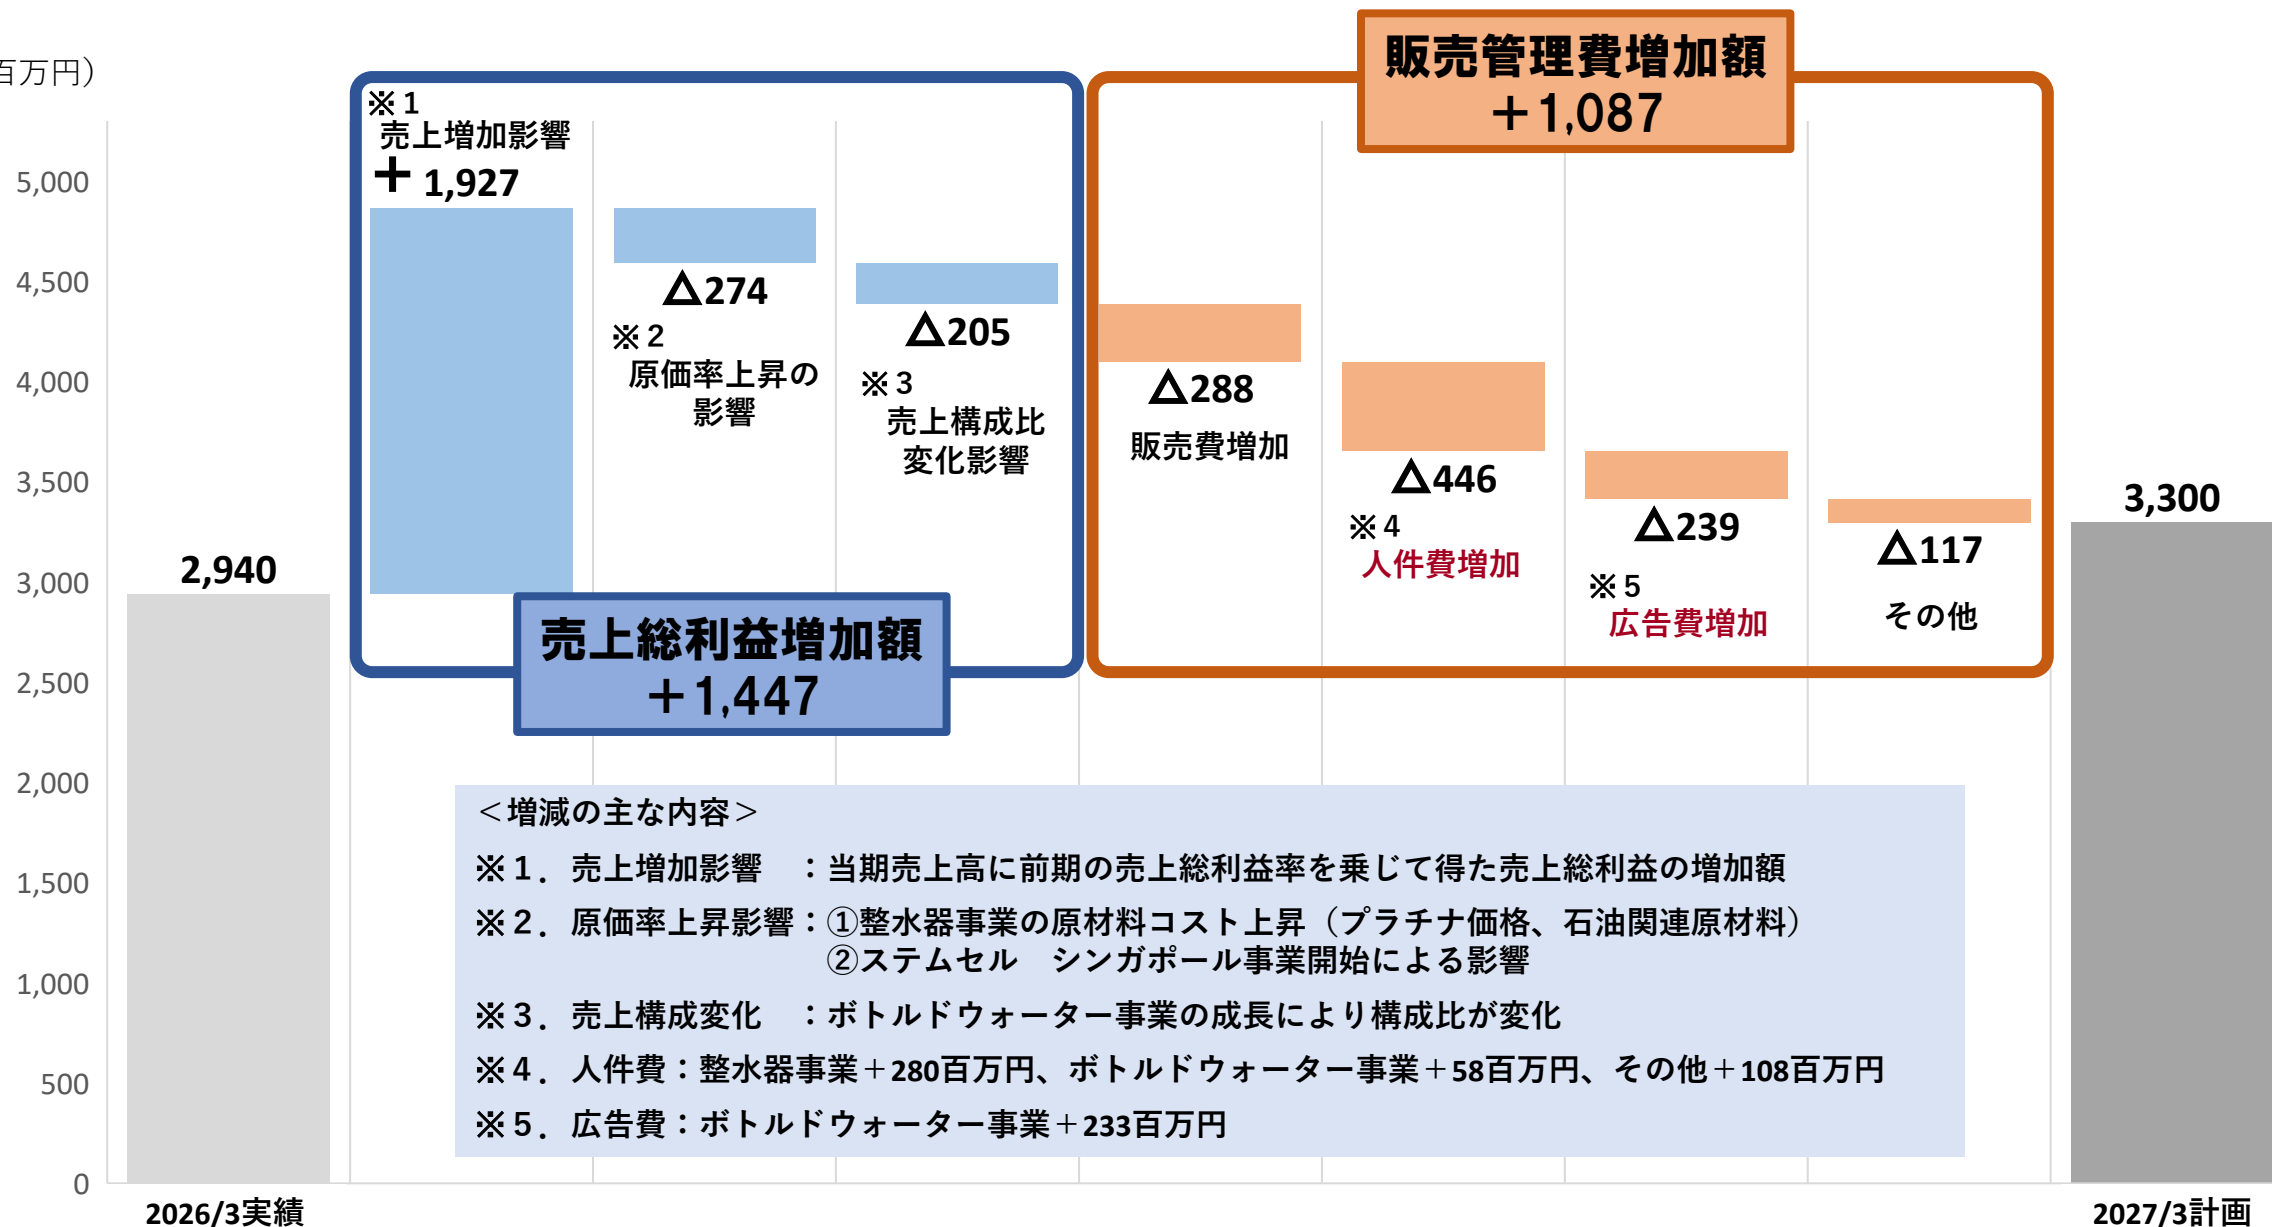 百万円）
5,000
4,500
4,000
3,500
3,000
2,500
2,000
1,500
1,000
500
0
2,940
2026/3実績
※１
売上増加影響
＋1,927
△274
※２
原価率上昇の
影響
△205
※３
売上構成比
変化影響
売上総利益増加額
＋1,447
販売管理費増加額
＋1,087
△288
販売費増加
△446
※４
人件費増加
△239
※５
広告費増加
△117
その他
3,300
2027/3計画
＜増減の主な内容＞
※１．売上増加影響　：当期売上高に前期の売上総利益率を乗じて得た売上総利益の増加額
※２．原価率上昇影響：①整水器事業の原材料コスト上昇（プラチナ価格、石油関連原材料）
②ステムセル　シンガポール事業開始による影響
※３．売上構成変化　：ボトルドウォーター事業の成長により構成比が変化
※４．人件費：整水器事業＋280百万円、ボトルドウォーター事業＋58百万円、その他＋108百万円
※５．広告費：ボトルドウォーター事業＋233百万円